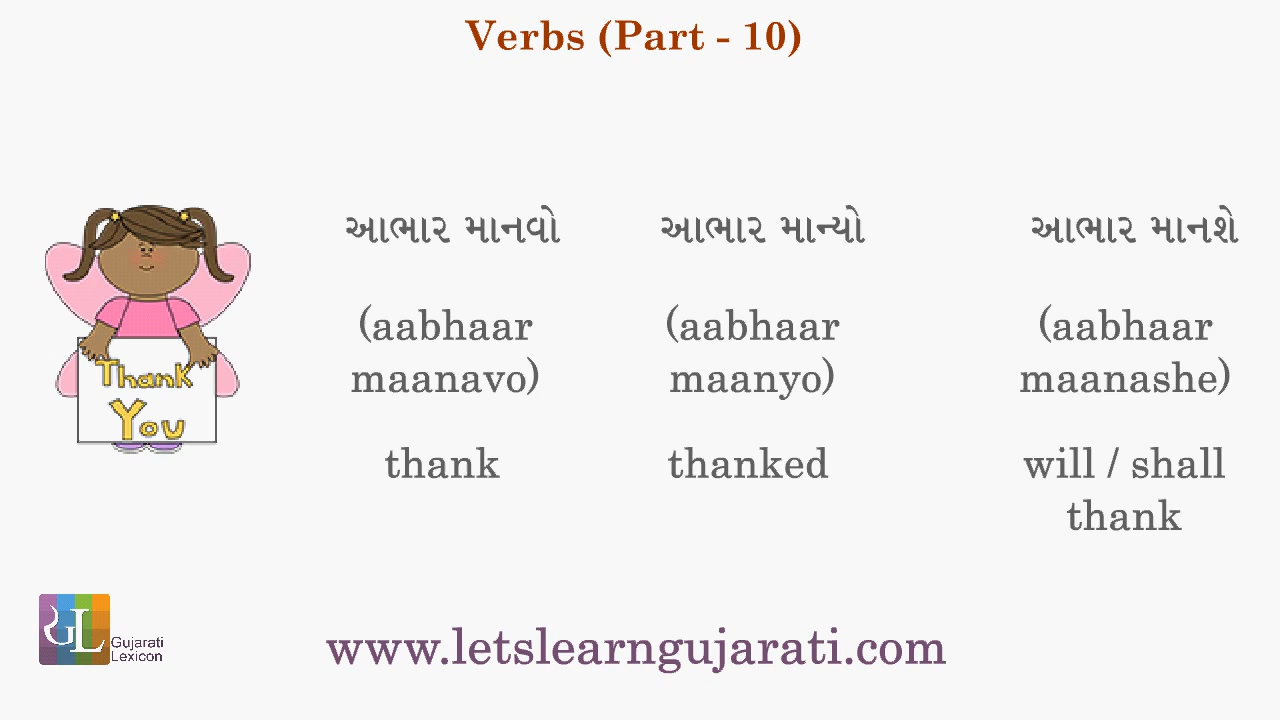 Verbs (Part - 10)
આભાર માનવો આભાર માન્યો આભાર માનશે
(aabhaar (aabhaar (aabhaar
maanavo) maanyo) maanashe)
Thank
You
thank thanked will / shall
thank
GL
Gujarati
Lexicon
www.letslearngujarati.com